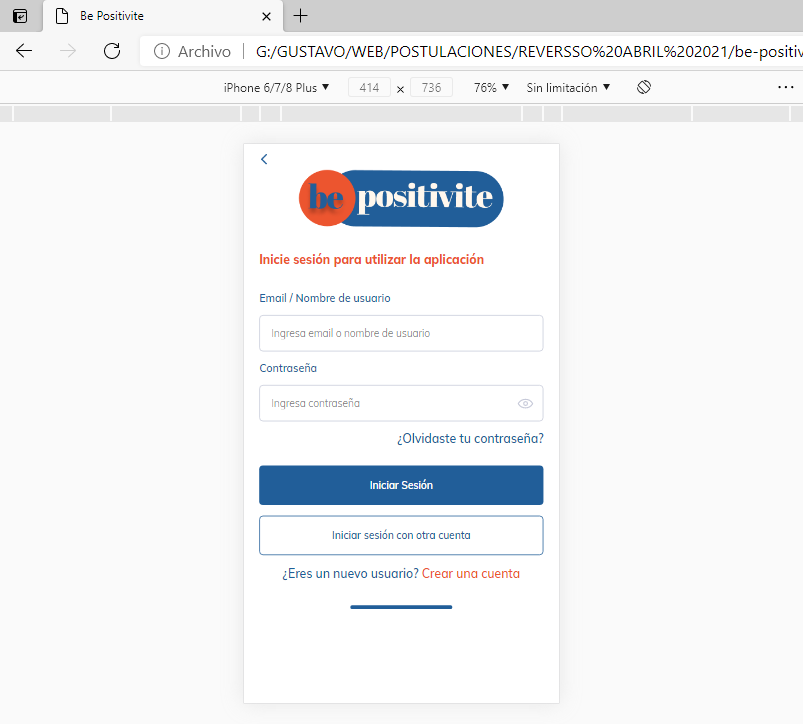 Be Positivite
Archivo G:/GUSTAVO/WEB/POSTULACIONES/REVERSSO%20ABRIL%202021/be-positiv
iPhone 6/7/8 Plus ▼ 414 x 736 76% ▼ Sin limitación ▼
be positivite
Inicie sesión para utilizar la aplicación
Email / Nombre de usuario
Ingresa email o nombre de usuario
Contraseña
Ingresa contraseña
¿Olvidaste tu contraseña?
Iniciar Sesión
Iniciar sesión con otra cuenta
¿Eres un nuevo usuario? Crear una cuenta